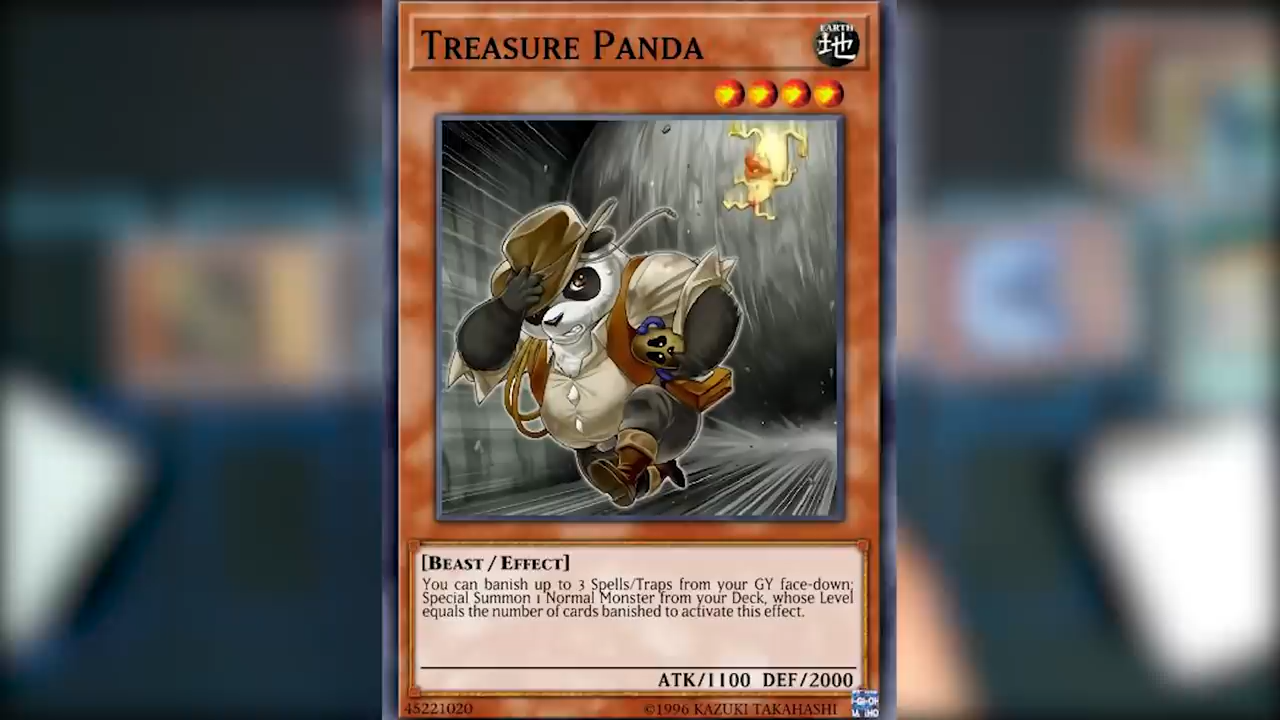 TREASURE PANDA
EARTH
地
[BEAST / EFFECT]
You can banish up to 3 Spells/Traps from your GY face-down;
Special Summon 1 Normal Monster from your Deck, whose Level
equals the number of cards banished to activate this effect.
ATK/1100 DEF/2000
45221020
©1996 KAZUKI TAKAHASHI